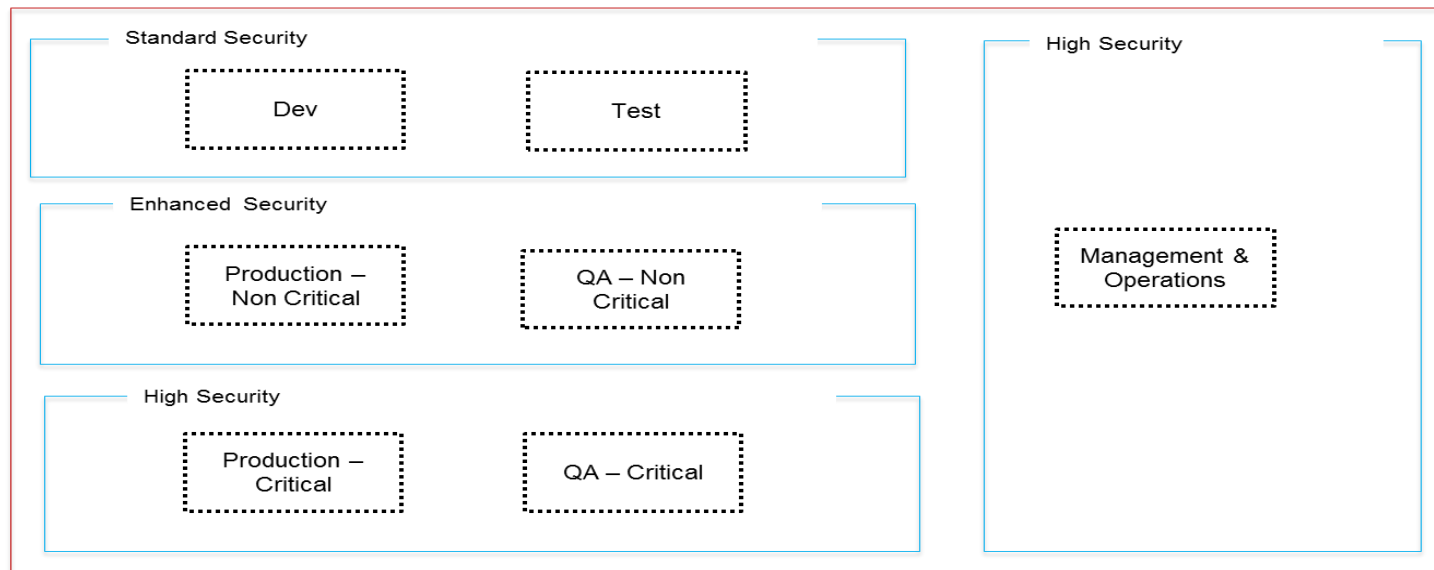 Standard Security
Dev
Test
Enhanced Security
Production –
Non Critical
QA – Non
Critical
High Security
Production –
Critical
QA – Critical
High Security
Management &
Operations